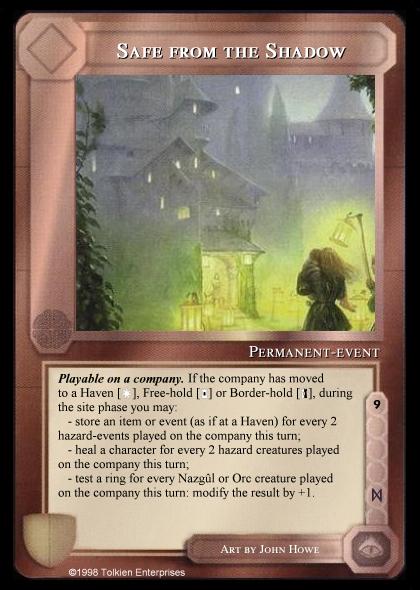 SAFE FROM THE SHADOW
PERMANENT-EVENT
Playable on a company. If the company has moved
to a Haven [ ], Free-hold [ ] or Border-hold [ ], during
the site phase you may:
- store an item or event (as if at a Haven) for every 2
hazard-events played on the company this turn;
- heal a character for every 2 hazard creatures played
on the company this turn;
- test a ring for every Nazgûl or Orc creature played
on the company this turn: modify the result by +1.
9
ART BY JOHN HOWE
©1998 Tolkien Enterprises